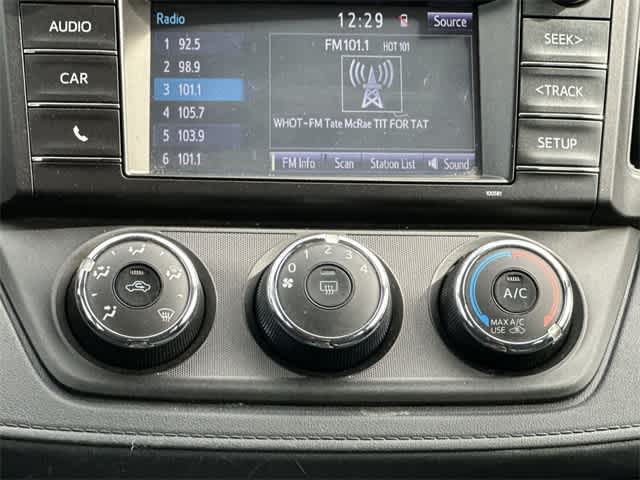 AUDIO
CAR
Radio 12:29 Source
1 92.5
2 98.9
3 101.1
4 105.7
5 103.9
6 101.1
FM101.1 HOT 101
WHOT-FM Tate McRae TIT FOR TAT
FM Info Scan Station List Sound
SEEK>
<TRACK
SETUP
100581
0 1 2 3 4
A/C
MAX A/C
USE